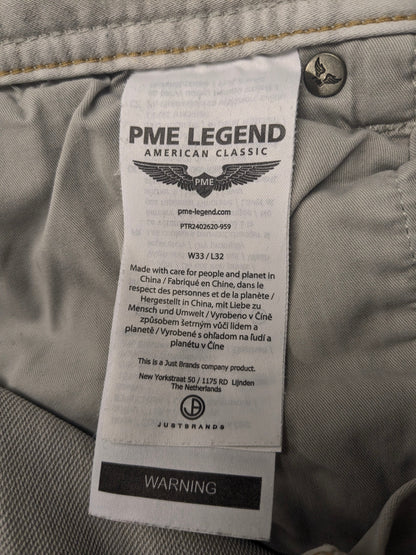 PME LEGEND
AMERICAN CLASSIC
PME
pme-legend.com
PTR2402620-959
W33 / L32
Made with care for people and planet in
China / Fabriqué en Chine, dans le
respect des personnes et de la planète /
Hergestellt in China, mit Liebe zu
Mensch und Umwelt / Vyrobeno v Číně
způsobem šetrným vůči lidem a
planetě / Vyrobené s ohľadom na ľudí a
planétu v Číne
This is a Just Brands company product.
New Yorkstraat 50 / 1175 RD Lijnden
The Netherlands
JUSTBRANDS
WARNING